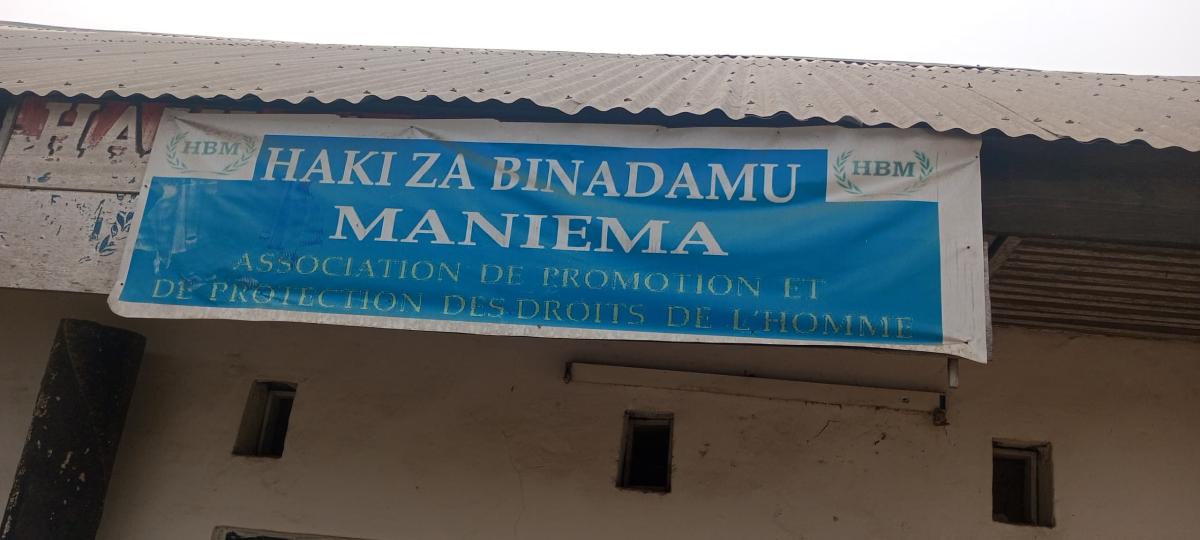 HBM
HAKI ZA BINADAMU
HBM
MANIEMA
ASSOCIATION DE PROMOTION ET
DE PROTECTION DES DROITS DE L'HOMME